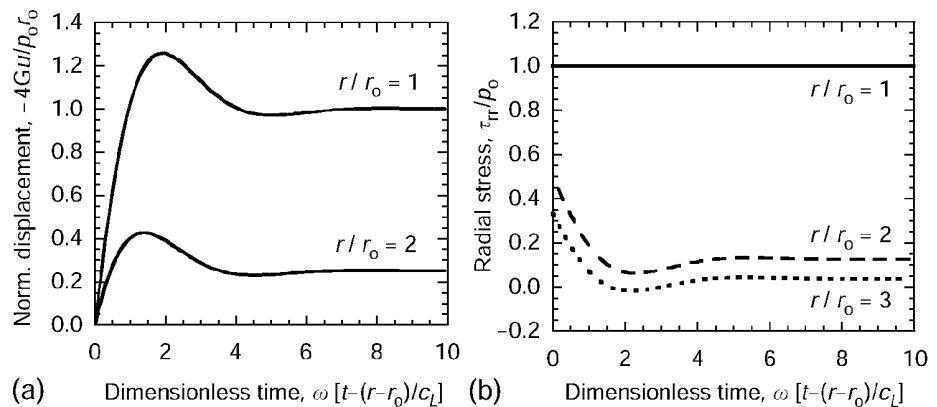 1.4
1.2
1.0
0.8
0.6
0.4
0.2
0.0
0 2 4 6 8 10
Norm. displacement, −4Gu/pₒrₒ
r / rₒ = 1
r / rₒ = 2
(a)
Dimensionless time, ω [t−(r−rₒ)/c_L]
1.2
1.0
0.8
0.6
0.4
0.2
0.0
−0.2
0 2 4 6 8 10
Radial stress, τᵣᵣ/pₒ
r / rₒ = 1
r / rₒ = 2
r / rₒ = 3
(b)
Dimensionless time, ω [t−(r−rₒ)/c_L]